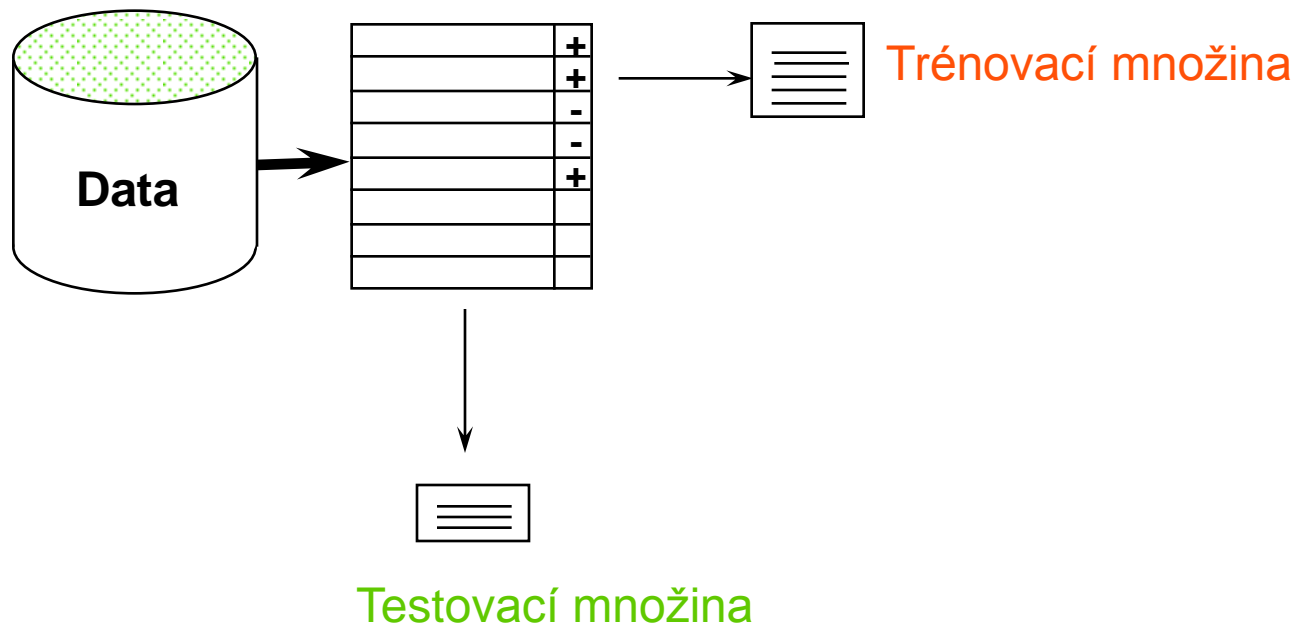 Data
+
+
-
-
+
Trénovací množina
Testovací množina